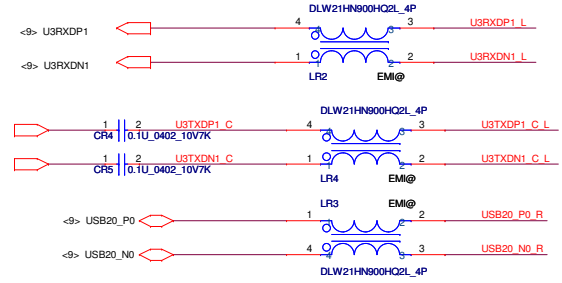 DLW21HN900HQ2L_4P
<9> U3RXDP1 4 3 U3RXDP1_L
<9> U3RXDN1 1 2 U3RXDN1_L
LR2 EMI@
DLW21HN900HQ2L_4P
1 2 U3TXDP1_C 4 3 U3TXDP1_C_L
CR4 0.1U_0402_10V7K
1 2 U3TXDN1_C 1 2 U3TXDN1_C_L
CR5 0.1U_0402_10V7K
LR4 EMI@
LR3 EMI@
<9> USB20_P0 1 2 USB20_P0_R
<9> USB20_N0 4 3 USB20_N0_R
DLW21HN900HQ2L_4P